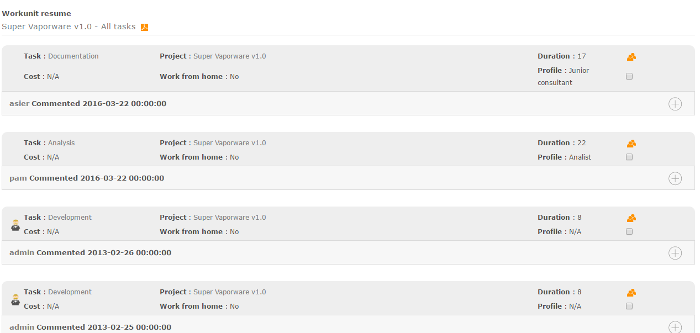 Workunit resume
Super Vaporware v1.0 - All tasks
Task : Documentation Project : Super Vaporware v1.0 Duration : 17
Cost : N/A Work from home : No Profile : Junior consultant
asier Commented 2016-03-22 00:00:00
Task : Analysis Project : Super Vaporware v1.0 Duration : 22
Cost : N/A Work from home : No Profile : Analist
pam Commented 2016-03-22 00:00:00
Task : Development Project : Super Vaporware v1.0 Duration : 8
Cost : N/A Work from home : No Profile : N/A
admin Commented 2013-02-26 00:00:00
Task : Development Project : Super Vaporware v1.0 Duration : 8
Cost : N/A Work from home : No Profile : N/A
admin Commented 2013-02-25 00:00:00